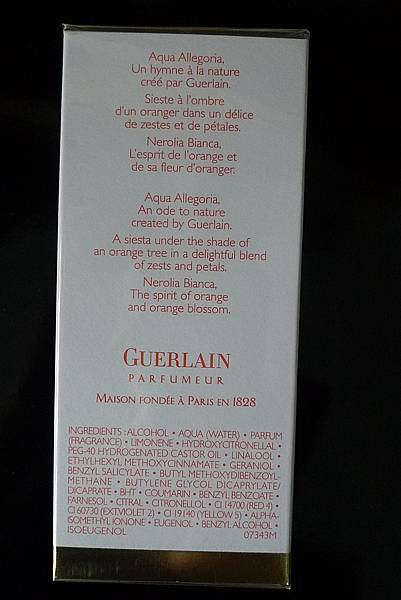 Aqua Allegoria,
Un hymne à la nature
créé par Guerlain.
Sieste à l'ombre
d'un oranger dans un délice
de zestes et de pétales.
Nerolia Bianca,
L'esprit de l'orange et
de sa fleur d'oranger.
Aqua Allegoria,
An ode to nature
created by Guerlain.
A siesta under the shade of
an orange tree in a delightful blend
of zests and petals.
Nerolia Bianca,
The spirit of orange
and orange blossom.
GUERLAIN
PARFUMEUR
MAISON FONDÉE À PARIS EN 1828
INGREDIENTS : ALCOHOL • AQUA (WATER) • PARFUM
(FRAGRANCE) • LIMONENE • HYDROXYCITRONELLAL •
PEG-40 HYDROGENATED CASTOR OIL • LINALOOL •
ETHYLHEXYL METHOXYCINNAMATE • GERANIOL •
BENZYL SALICYLATE • BUTYL METHOXYDIBENZOYL-
METHANE • BUTYLENE GLYCOL DICAPRYLATE/
DICAPRATE • BHT • COUMARIN • BENZYL BENZOATE •
FARNESOL • CITRAL • CITRONELLOL • CI 14700 (RED 4) •
CI 60730 (EXT.VIOLET 2) • CI 19140 (YELLOW 5) • ALPHA-
ISOMETHYL IONONE • EUGENOL • BENZYL ALCOHOL •
ISOEUGENOL 07343M